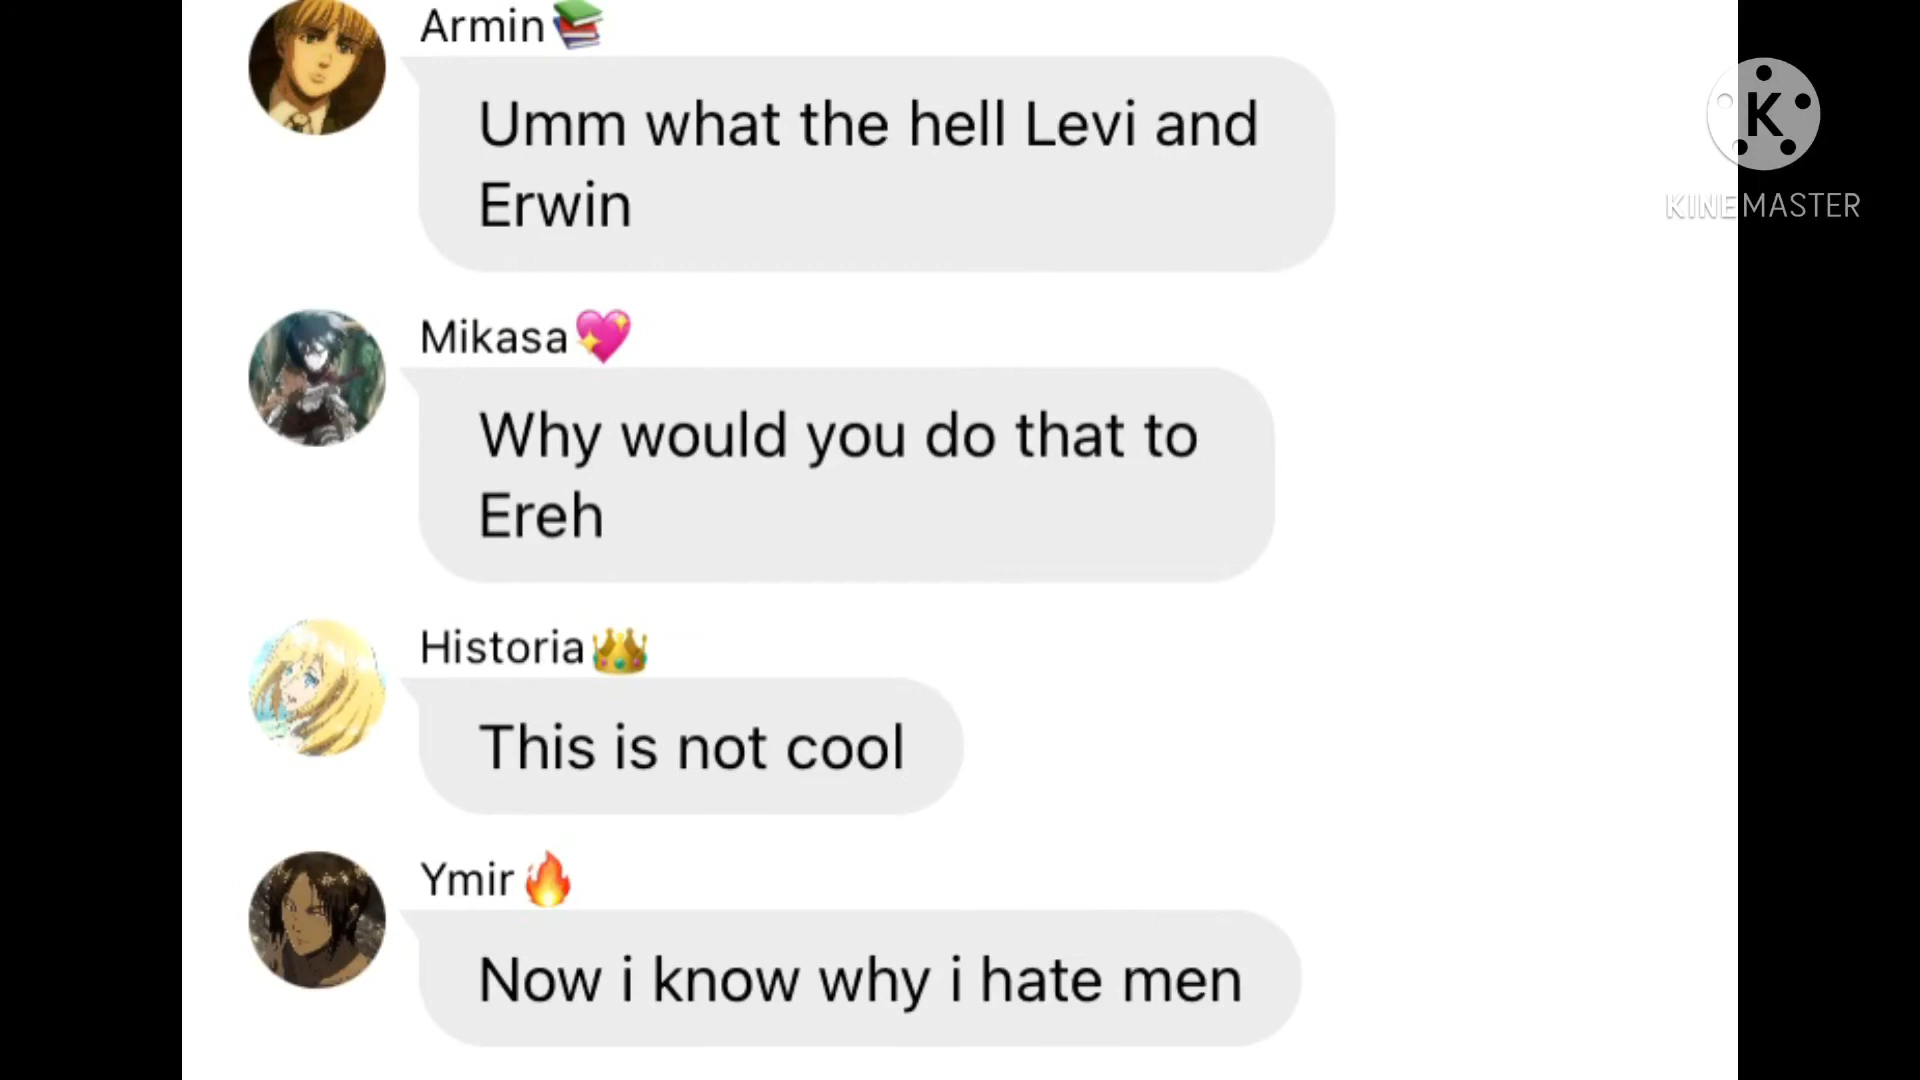 Armin📚
Umm what the hell Levi and
Erwin
K
KINEMASTER
Mikasa💖
Why would you do that to
Ereh
Historia👑
This is not cool
Ymir🔥
Now i know why i hate men